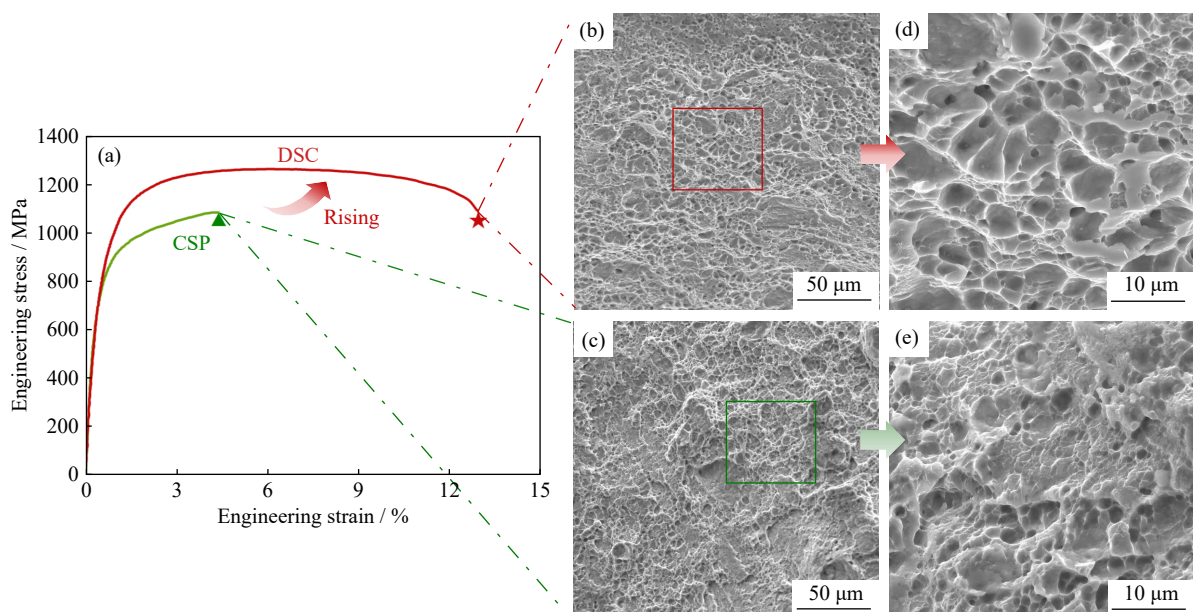 (a)
DSC
Rising
CSP
1400
1200
1000
800
600
400
200
0
Engineering stress / MPa
0 3 6 9 12 15
Engineering strain / %
(b)
50 μm
(d)
10 μm
(c)
50 μm
(e)
10 μm